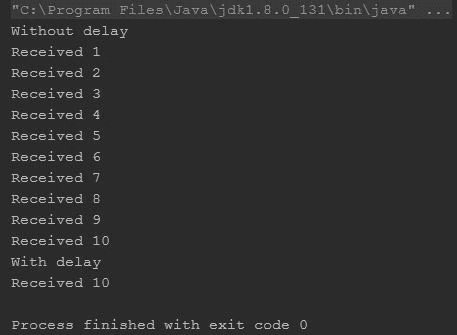 "C:\Program Files\Java\jdk1.8.0_131\bin\java" ...
Without delay
Received 1
Received 2
Received 3
Received 4
Received 5
Received 6
Received 7
Received 8
Received 9
Received 10
With delay
Received 10
Process finished with exit code 0